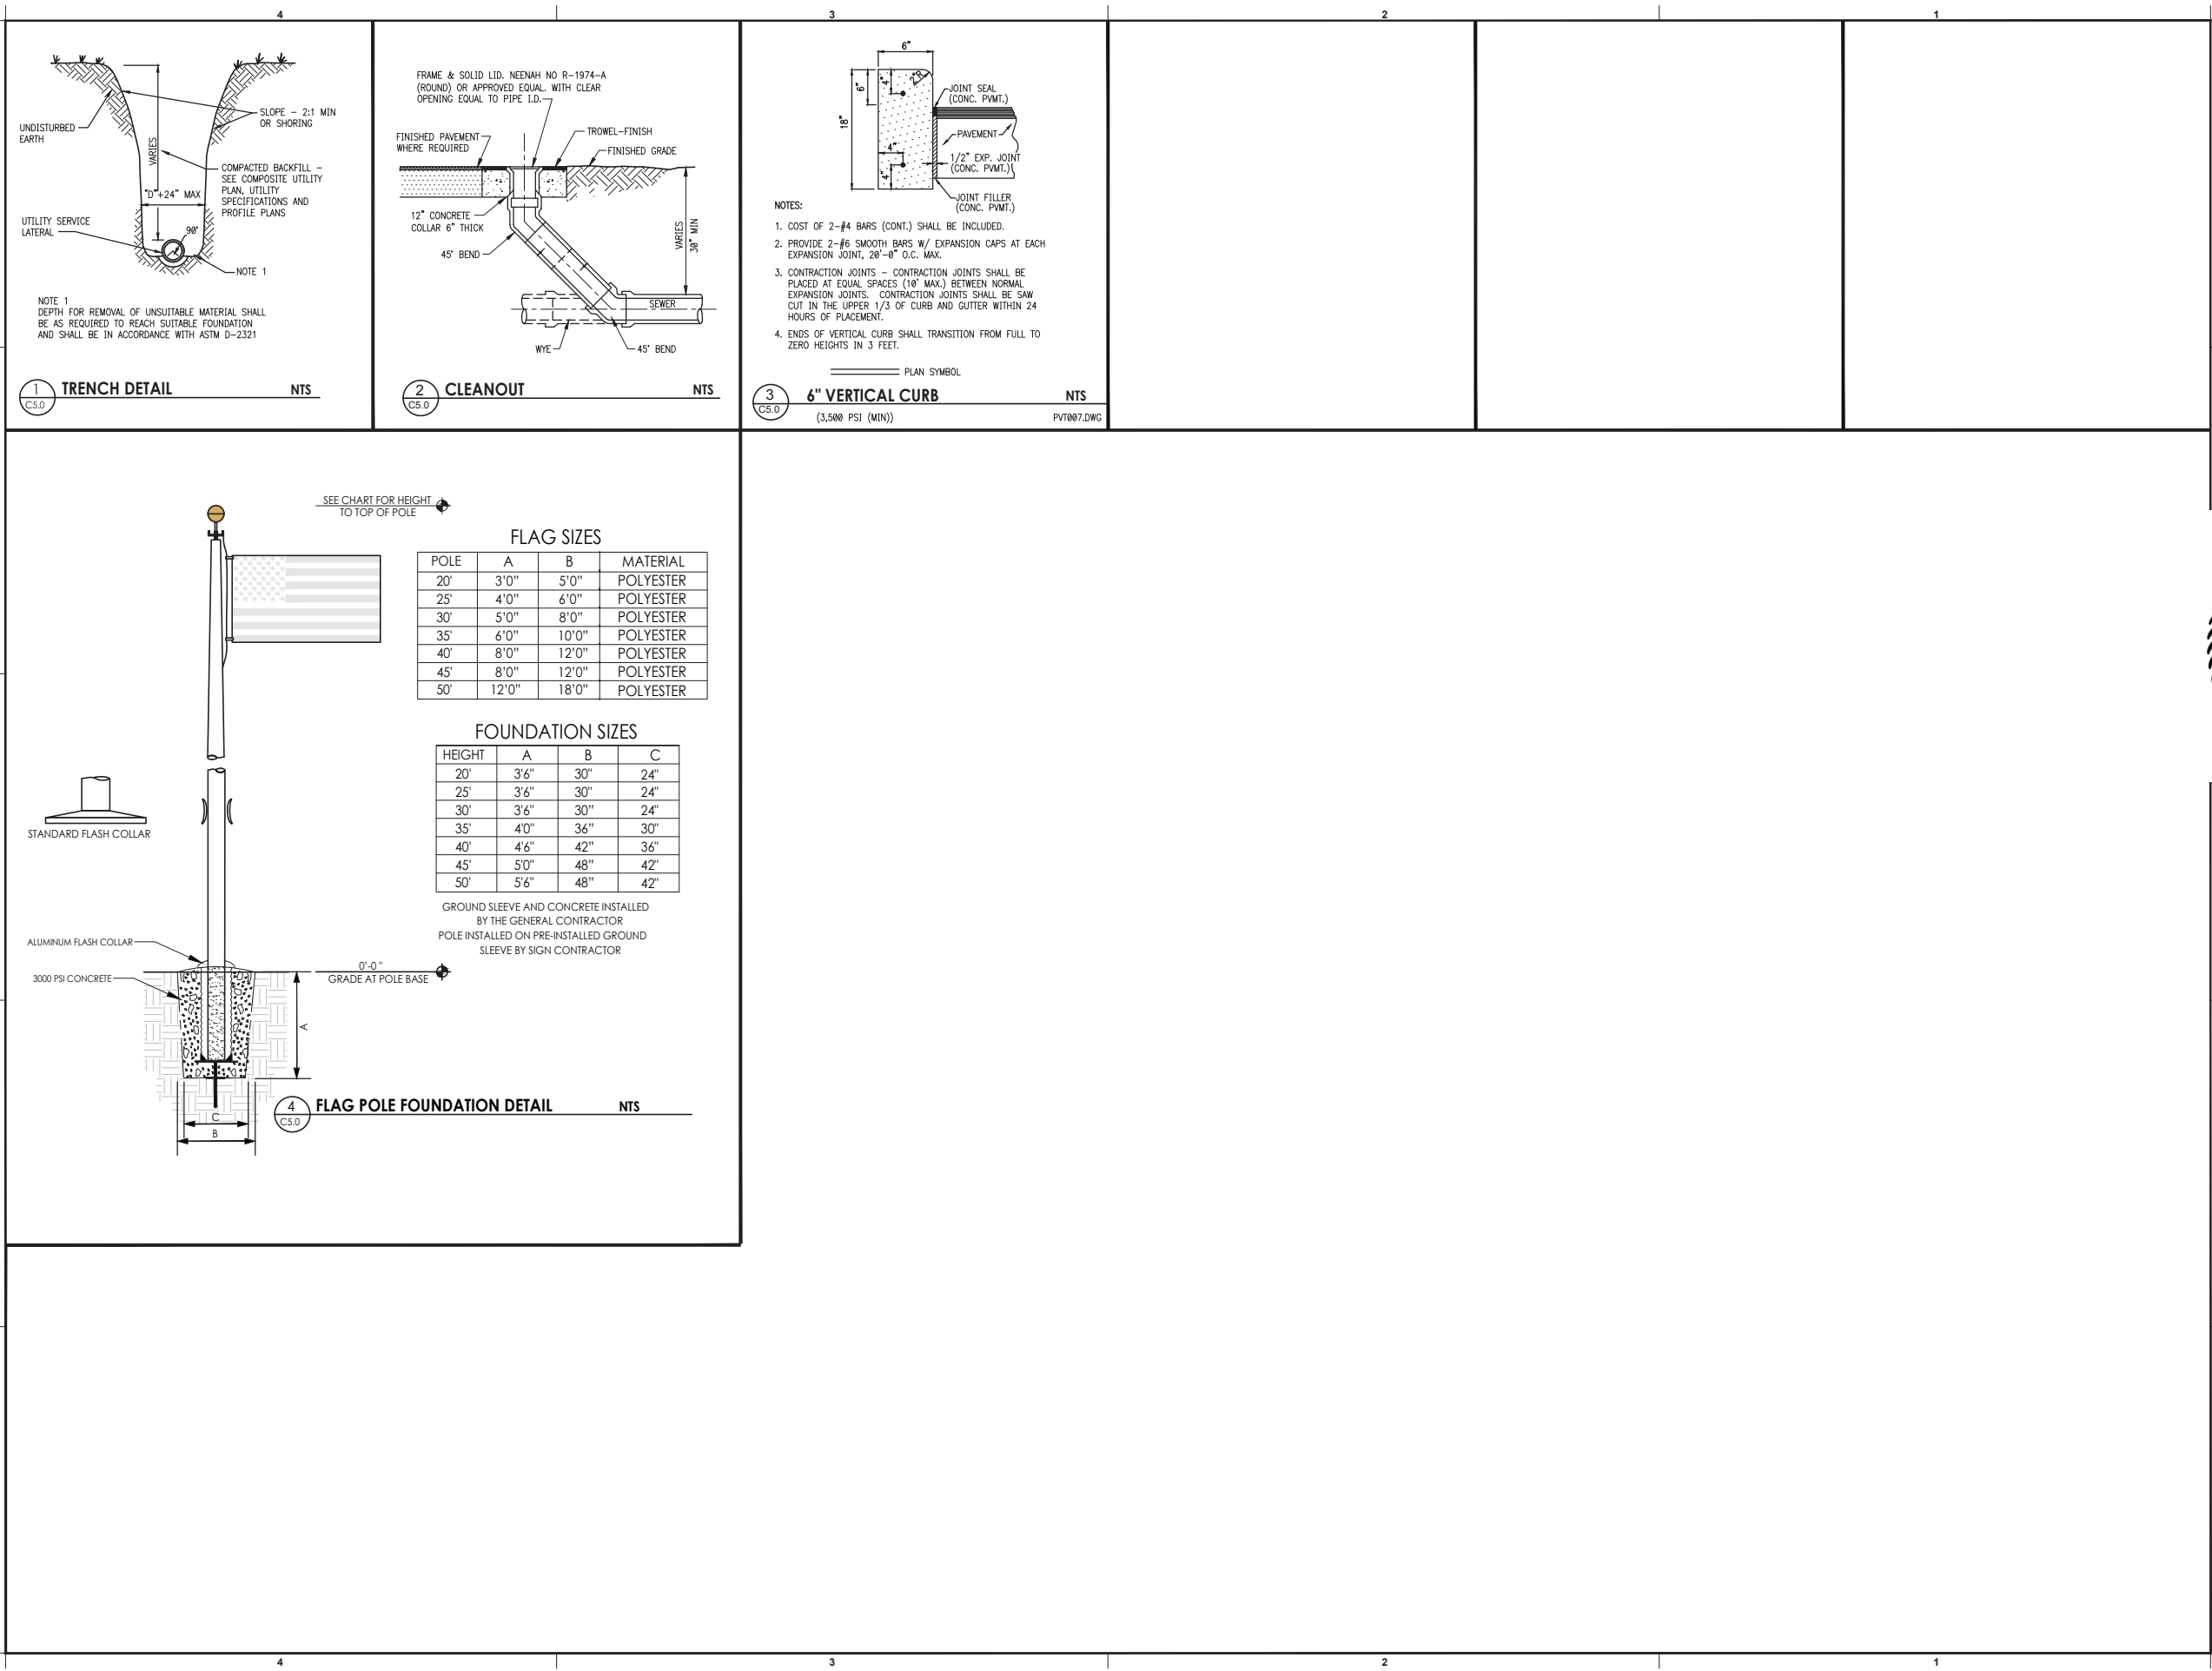 4
3
2
1
UNDISTURBED
EARTH
VARIES
SLOPE – 2:1 MIN
OR SHORING
COMPACTED BACKFILL –
SEE COMPOSITE UTILITY
PLAN, UTILITY
SPECIFICATIONS AND
PROFILE PLANS
"D"+24" MAX
UTILITY SERVICE
LATERAL
90°
NOTE 1
NOTE 1
DEPTH FOR REMOVAL OF UNSUITABLE MATERIAL SHALL
BE AS REQUIRED TO REACH SUITABLE FOUNDATION
AND SHALL BE IN ACCORDANCE WITH ASTM D-2321
1
C5.0
TRENCH DETAIL
NTS
FRAME & SOLID LID. NEENAH NO R-1974-A
(ROUND) OR APPROVED EQUAL. WITH CLEAR
OPENING EQUAL TO PIPE I.D.
FINISHED PAVEMENT
WHERE REQUIRED
TROWEL-FINISH
FINISHED GRADE
12" CONCRETE
COLLAR 6" THICK
45° BEND
VARIES
30" MIN
SEWER
WYE
45° BEND
2
C5.0
CLEANOUT
NTS
6"
6"
4"
2"R
18"
4"
4"
JOINT SEAL
(CONC. PVMT.)
PAVEMENT
1/2" EXP. JOINT
(CONC. PVMT.)
JOINT FILLER
(CONC. PVMT.)
NOTES:
1. COST OF 2-#4 BARS (CONT.) SHALL BE INCLUDED.
2. PROVIDE 2-#6 SMOOTH BARS W/ EXPANSION CAPS AT EACH
EXPANSION JOINT, 20'-0" O.C. MAX.
3. CONTRACTION JOINTS – CONTRACTION JOINTS SHALL BE
PLACED AT EQUAL SPACES (10' MAX.) BETWEEN NORMAL
EXPANSION JOINTS. CONTRACTION JOINTS SHALL BE SAW
CUT IN THE UPPER 1/3 OF CURB AND GUTTER WITHIN 24
HOURS OF PLACEMENT.
4. ENDS OF VERTICAL CURB SHALL TRANSITION FROM FULL TO
ZERO HEIGHTS IN 3 FEET.
PLAN SYMBOL
3
C5.0
6" VERTICAL CURB
NTS
(3,500 PSI (MIN))
PVT007.DWG
SEE CHART FOR HEIGHT
TO TOP OF POLE
FLAG SIZES
POLE A B MATERIAL
20' 3'0" 5'0" POLYESTER
25' 4'0" 6'0" POLYESTER
30' 5'0" 8'0" POLYESTER
35' 6'0" 10'0" POLYESTER
40' 8'0" 12'0" POLYESTER
45' 8'0" 12'0" POLYESTER
50' 12'0" 18'0" POLYESTER
FOUNDATION SIZES
HEIGHT A B C
20' 3'6" 30" 24"
25' 3'6" 30" 24"
30' 3'6" 30" 24"
35' 4'0" 36" 30"
40' 4'6" 42" 36"
45' 5'0" 48" 42"
50' 5'6" 48" 42"
GROUND SLEEVE AND CONCRETE INSTALLED
BY THE GENERAL CONTRACTOR
POLE INSTALLED ON PRE-INSTALLED GROUND
SLEEVE BY SIGN CONTRACTOR
STANDARD FLASH COLLAR
ALUMINUM FLASH COLLAR
3000 PSI CONCRETE
0'-0"
GRADE AT POLE BASE
A
C
B
4
C5.0
FLAG POLE FOUNDATION DETAIL
NTS
4
3
2
1